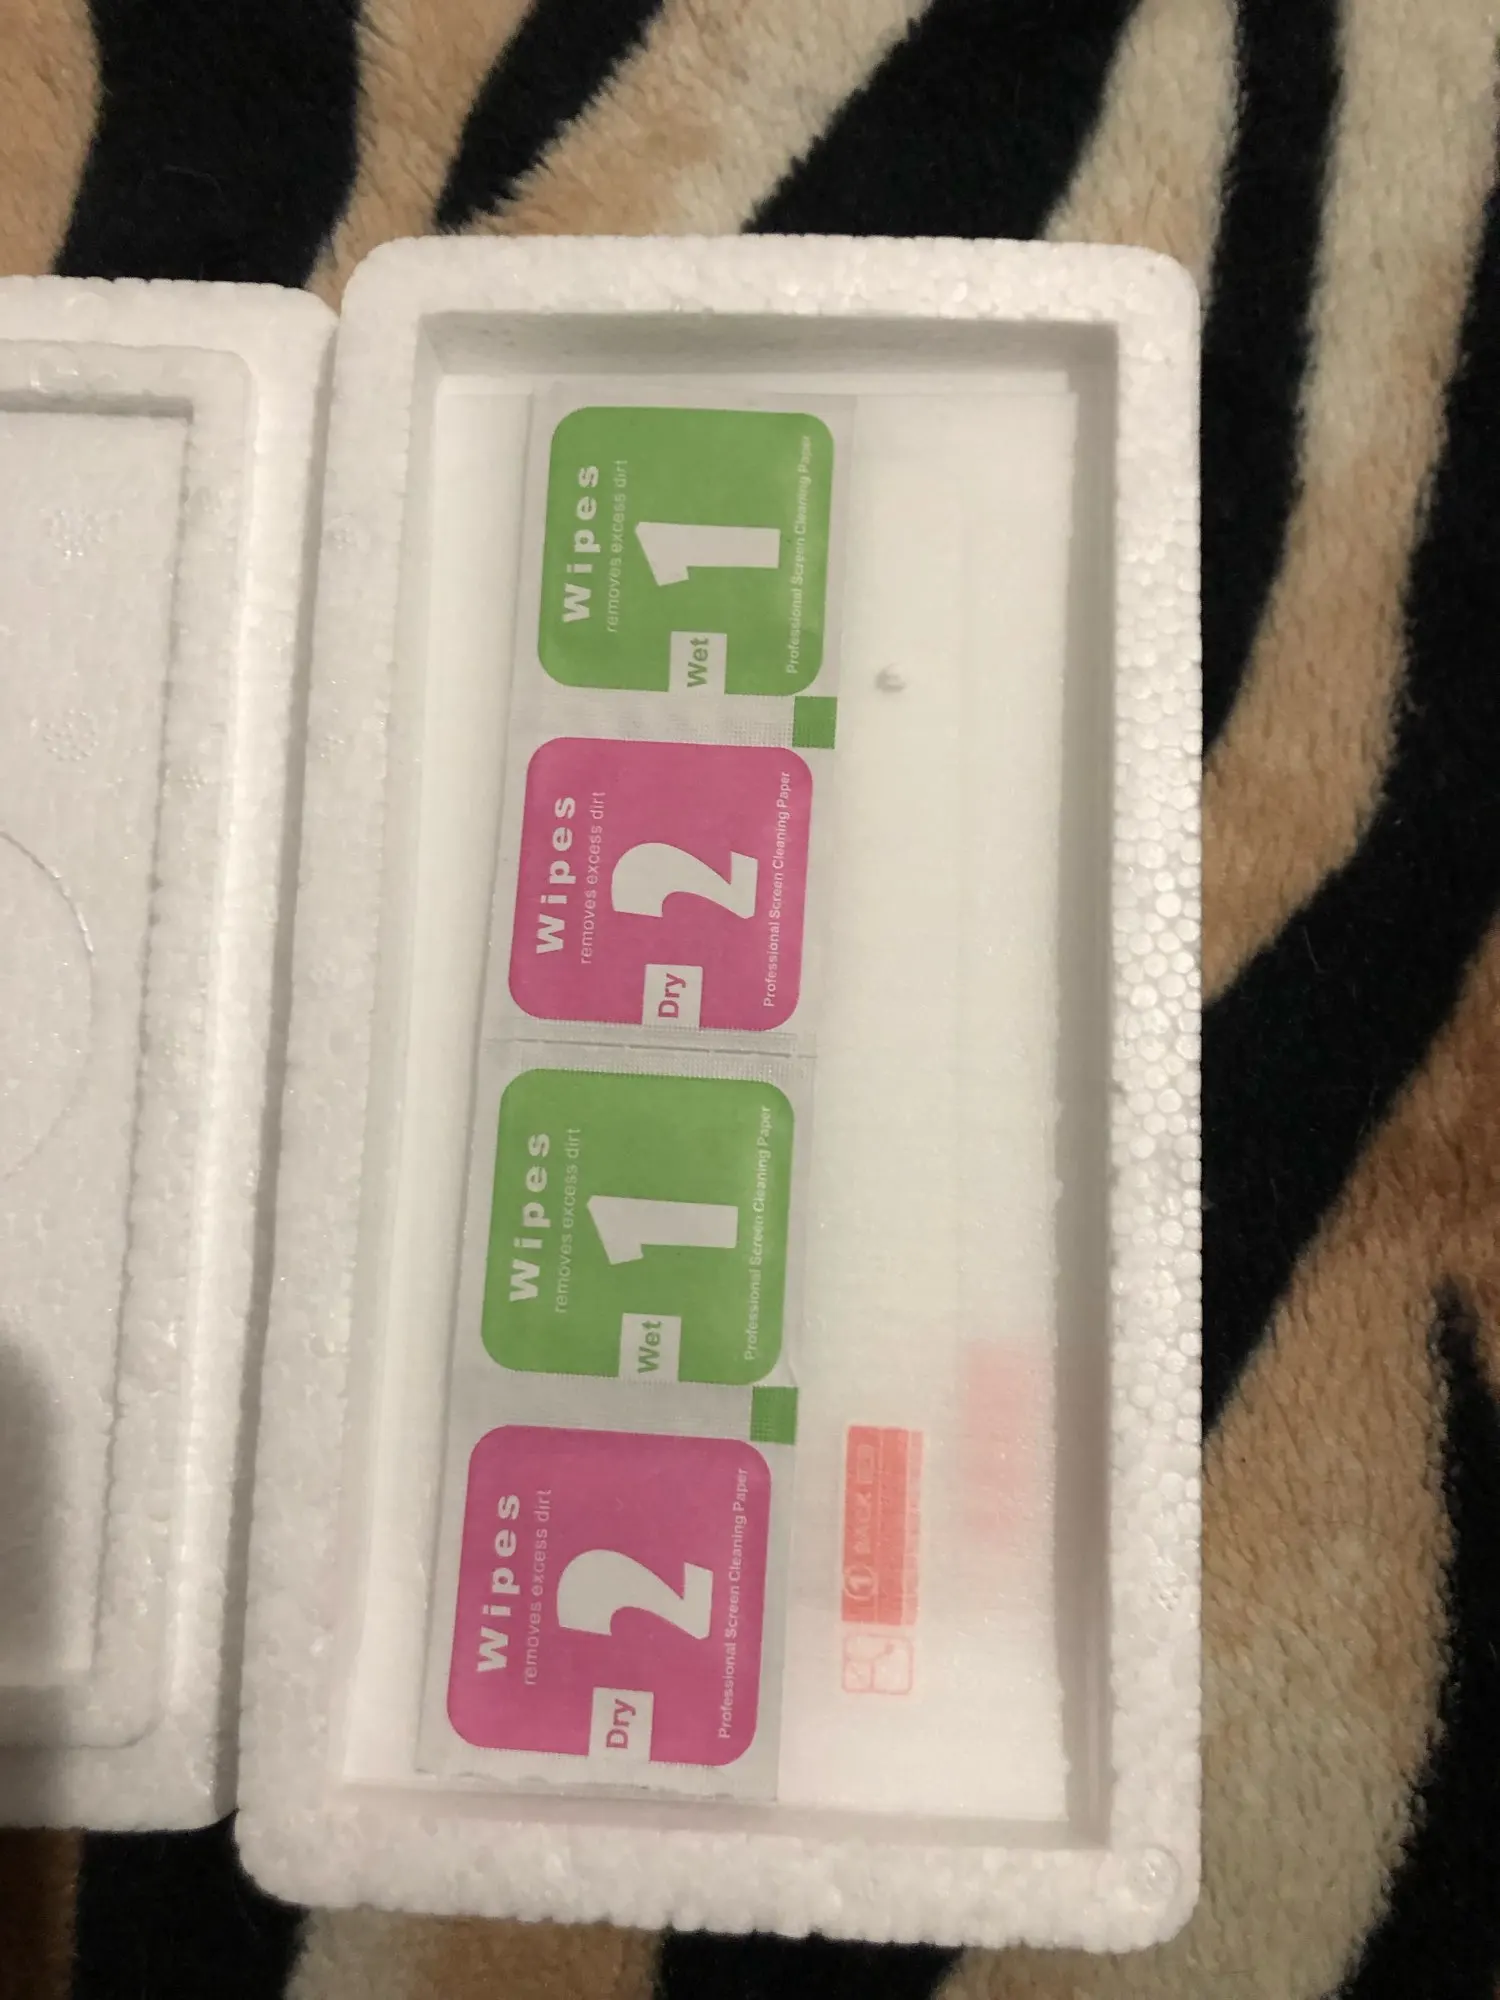 Wipes
removes excess dirt
1
Wet
Professional Screen Cleaning Paper
Wipes
removes excess dirt
2
Dry
Professional Screen Cleaning Paper
Wipes
removes excess dirt
1
Wet
Professional Screen Cleaning Paper
Wipes
removes excess dirt
2
Dry
Professional Screen Cleaning Paper
1 BACK